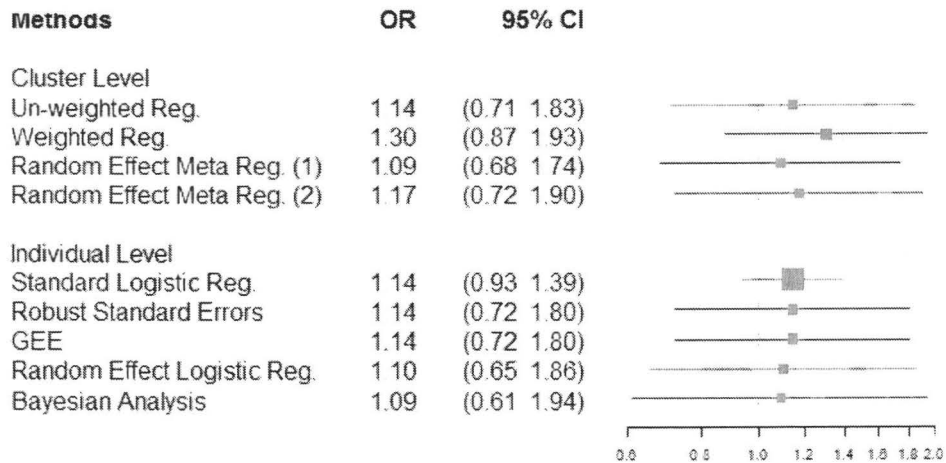 Methods OR 95% CI
Cluster Level
Un-weighted Reg. 1.14 (0.71 1.83)
Weighted Reg. 1.30 (0.87 1.93)
Random Effect Meta Reg. (1) 1.09 (0.68 1.74)
Random Effect Meta Reg. (2) 1.17 (0.72 1.90)
Individual Level
Standard Logistic Reg. 1.14 (0.93 1.39)
Robust Standard Errors 1.14 (0.72 1.80)
GEE 1.14 (0.72 1.80)
Random Effect Logistic Reg. 1.10 (0.65 1.86)
Bayesian Analysis 1.09 (0.61 1.94)
0.6 0.8 1.0 1.2 1.4 1.6 1.8 2.0